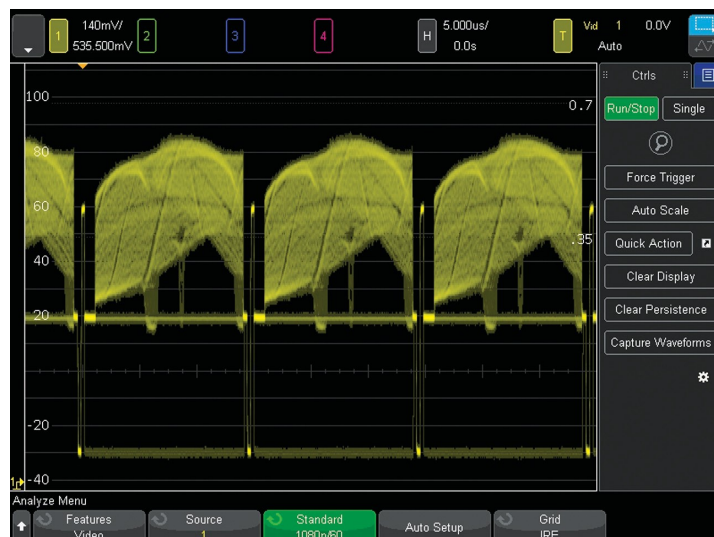 140mV/
5.000us/
Vid 1 0.0V
1
535.500mV
2
3
4
H
0.0s
T
Auto
100
80
60
40
20
-20
-40
0.7
.35
Ctrls
Run/Stop
Single
Force Trigger
Auto Scale
Quick Action
Clear Display
Clear Persistence
Capture Waveforms
Analyze Menu
Features
Video
Source
1
Standard
1080p/60
Auto Setup
Grid
IRE